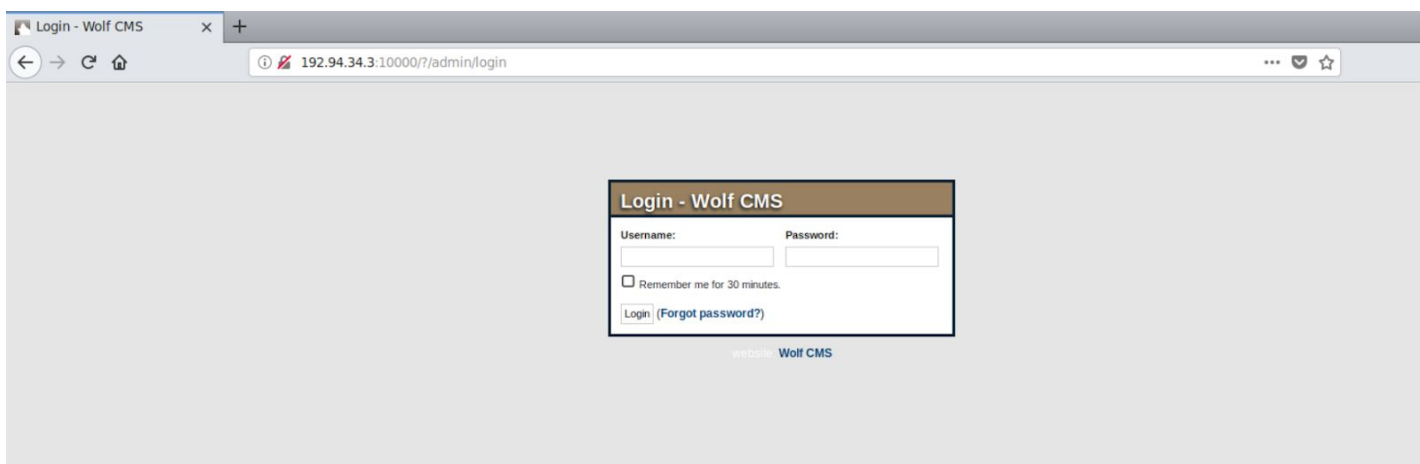 Login - Wolf CMS
192.94.34.3:10000/?/admin/login
Login - Wolf CMS
Username: Password:
Remember me for 30 minutes.
Login (Forgot password?)
website: Wolf CMS